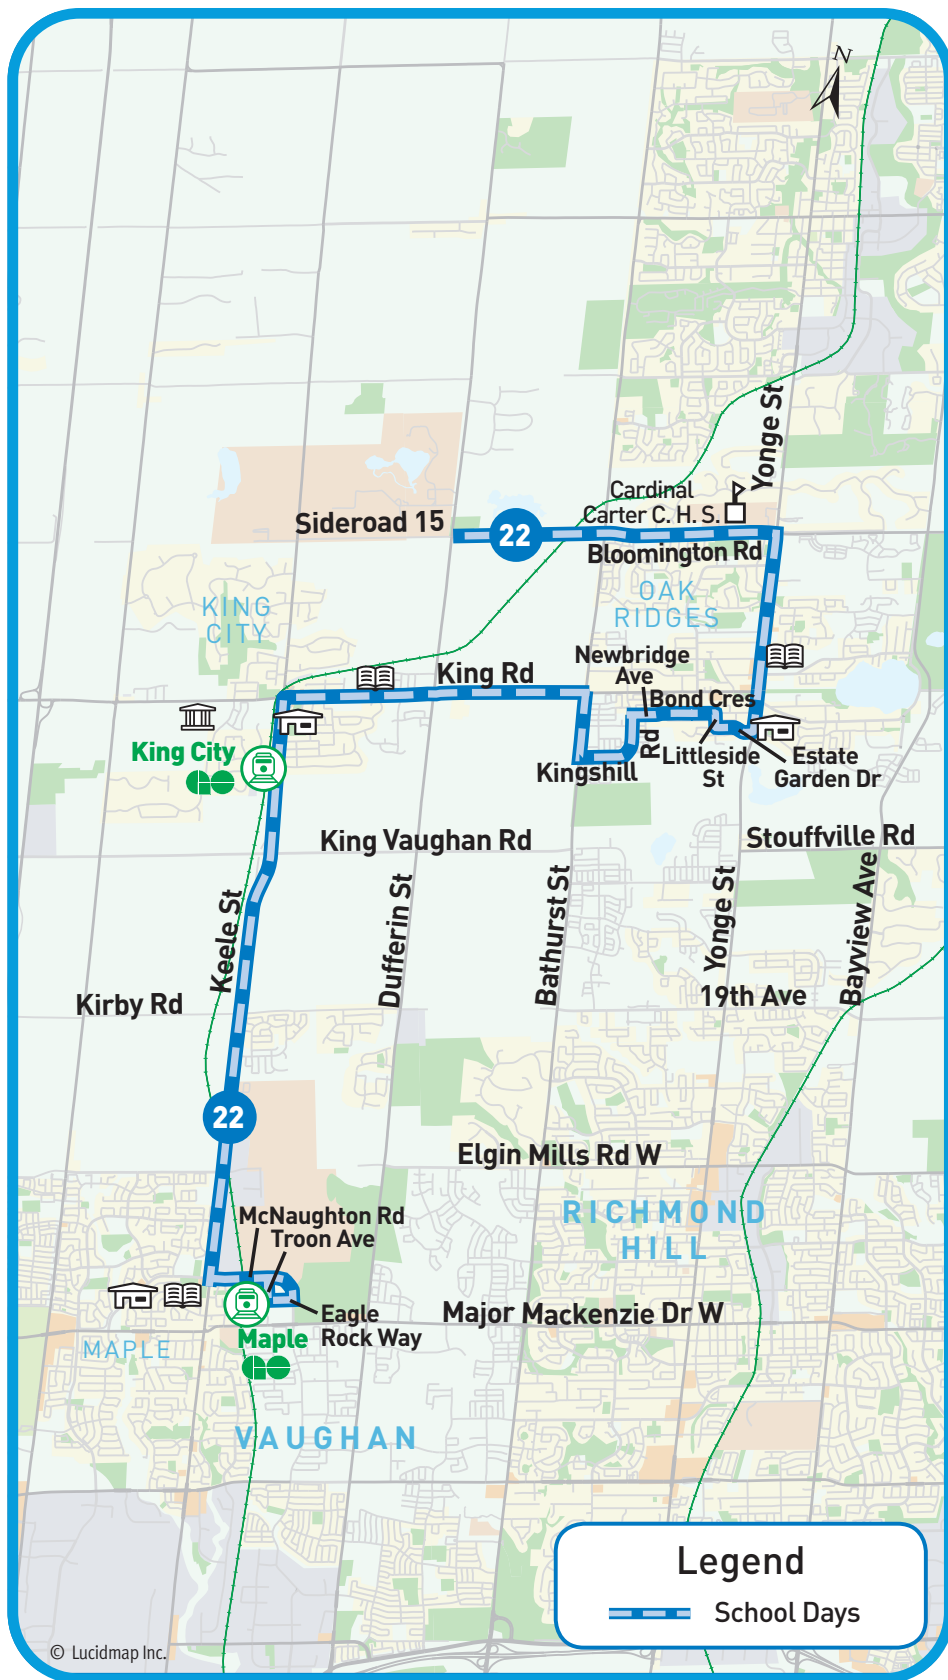 N
Yonge St
Cardinal
Carter C. H. S.
Sideroad 15
22
Bloomington Rd
KING
CITY
OAK
RIDGES
Newbridge
Ave
King Rd
Bond Cres
King City
Kingshill
Rd
Littleside
St
Estate
Garden Dr
King Vaughan Rd
Stouffville Rd
Keele St
Dufferin St
Bathurst St
Yonge St
Bayview Ave
Kirby Rd
19th Ave
22
Elgin Mills Rd W
RICHMOND
HILL
McNaughton Rd
Troon Ave
Eagle
Rock Way
Major Mackenzie Dr W
Maple
MAPLE
VAUGHAN
Legend
School Days
© Lucidmap Inc.